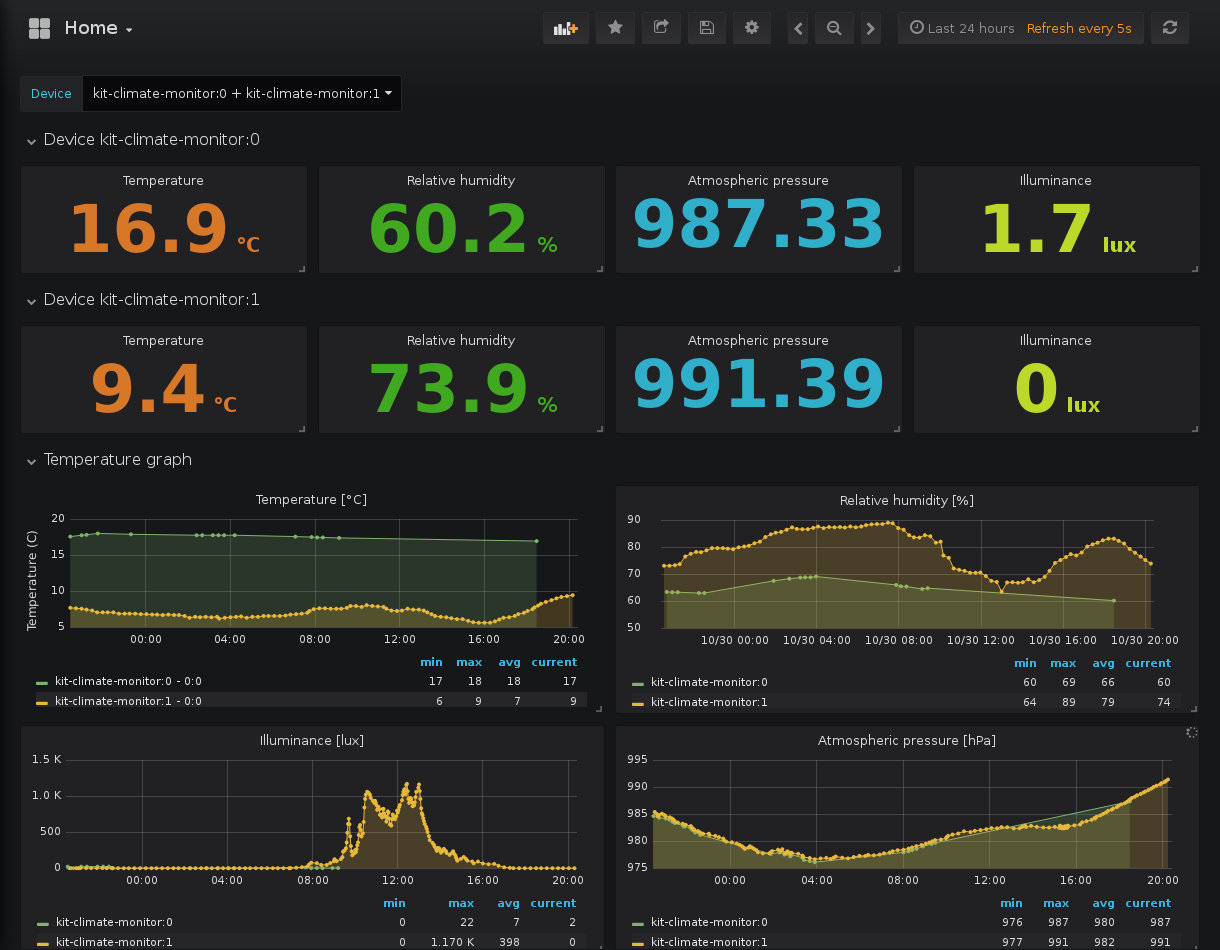 Home
Last 24 hours Refresh every 5s
Device kit-climate-monitor:0 + kit-climate-monitor:1
Device kit-climate-monitor:0
Temperature Relative humidity Atmospheric pressure Illuminance
16.9 °C 60.2 % 987.33 1.7 lux
Device kit-climate-monitor:1
Temperature Relative humidity Atmospheric pressure Illuminance
9.4 °C 73.9 % 991.39 0 lux
Temperature graph
Temperature [°C]
Temperature (C)
20
15
10
5
00:00 04:00 08:00 12:00 16:00 20:00
min max avg current
kit-climate-monitor:0 - 0:0 17 18 18 17
kit-climate-monitor:1 - 0:0 6 9 7 9
Relative humidity [%]
90
80
70
60
50
10/30 00:00 10/30 04:00 10/30 08:00 10/30 12:00 10/30 16:00 10/30 20:00
min max avg current
kit-climate-monitor:0 60 69 66 60
kit-climate-monitor:1 64 89 79 74
Illuminance [lux]
1.5 K
1.0 K
500
0
00:00 04:00 08:00 12:00 16:00 20:00
min max avg current
kit-climate-monitor:0 0 22 7 2
kit-climate-monitor:1 0 1.170 K 398 0
Atmospheric pressure [hPa]
995
990
985
980
975
00:00 04:00 08:00 12:00 16:00 20:00
min max avg current
kit-climate-monitor:0 976 987 980 987
kit-climate-monitor:1 977 991 982 991